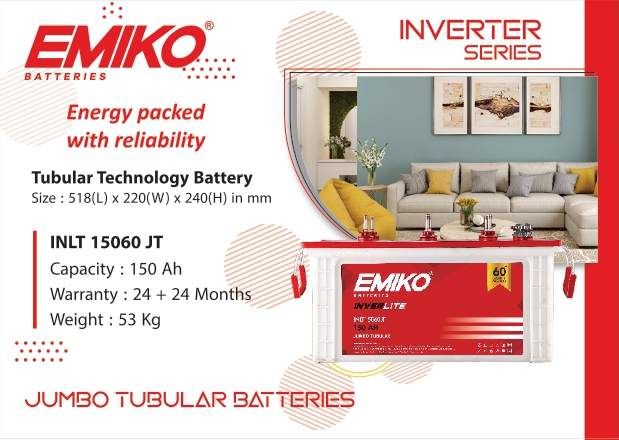 EMIKO®
BATTERIES
INVERTER
SERIES
Energy packed
with reliability
Tubular Technology Battery
Size : 518(L) x 220(W) x 240(H) in mm
INLT 15060 JT
Capacity : 150 Ah
Warranty : 24 + 24 Months
Weight : 53 Kg
EMIKO®
BATTERIES
INVERLITE
INLT 15060JT
150 AH
JUMBO TUBULAR
60
JUMBO TUBULAR BATTERIES